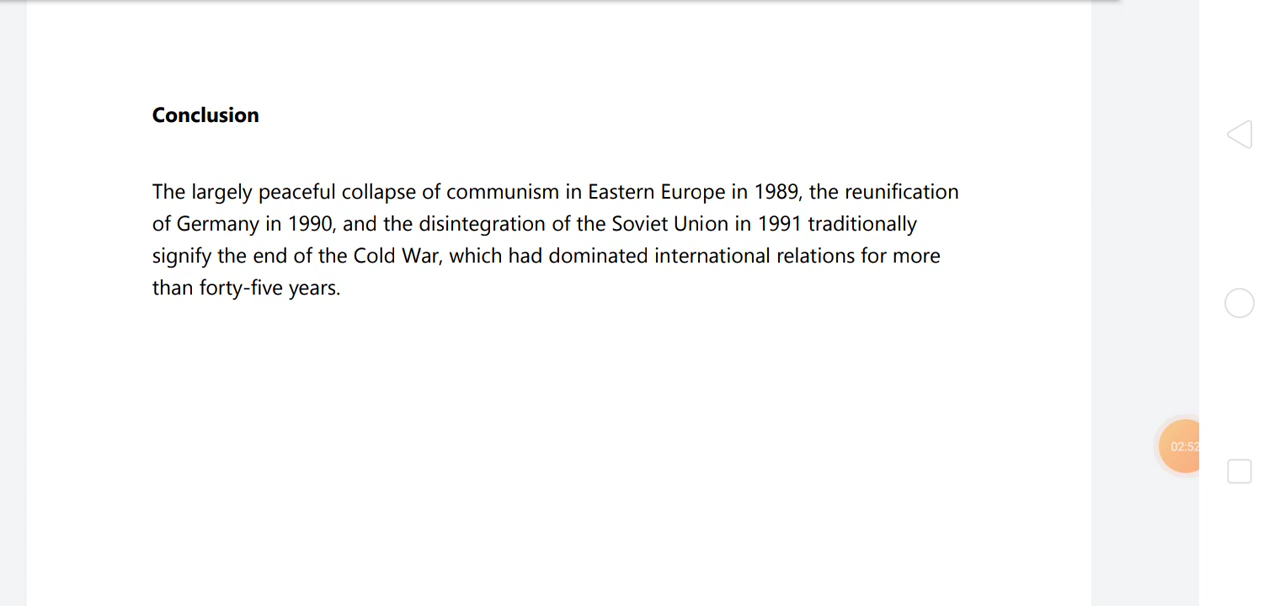 Conclusion
The largely peaceful collapse of communism in Eastern Europe in 1989, the reunification
of Germany in 1990, and the disintegration of the Soviet Union in 1991 traditionally
signify the end of the Cold War, which had dominated international relations for more
than forty-five years.
02:52